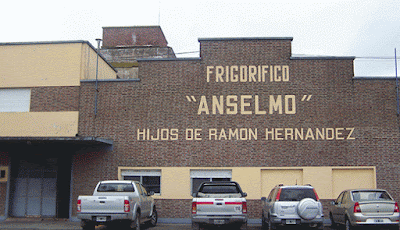 FRIGORIFICO
"ANSELMO"
HIJOS DE RAMON HERNANDEZ